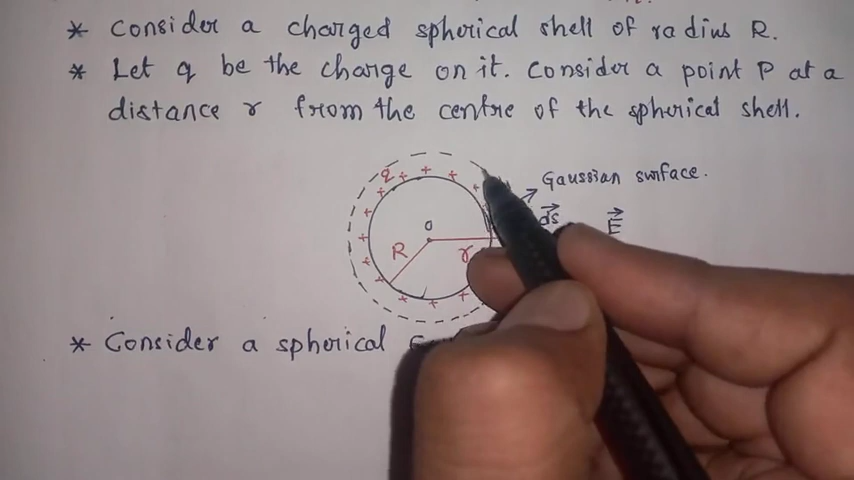 * Consider a charged spherical shell of radius R.
* Let q be the charge on it. Consider a point P at a
distance r from the centre of the spherical shell.
q
Gaussian surface.
ds
E
O
R
r
* Consider a spherical